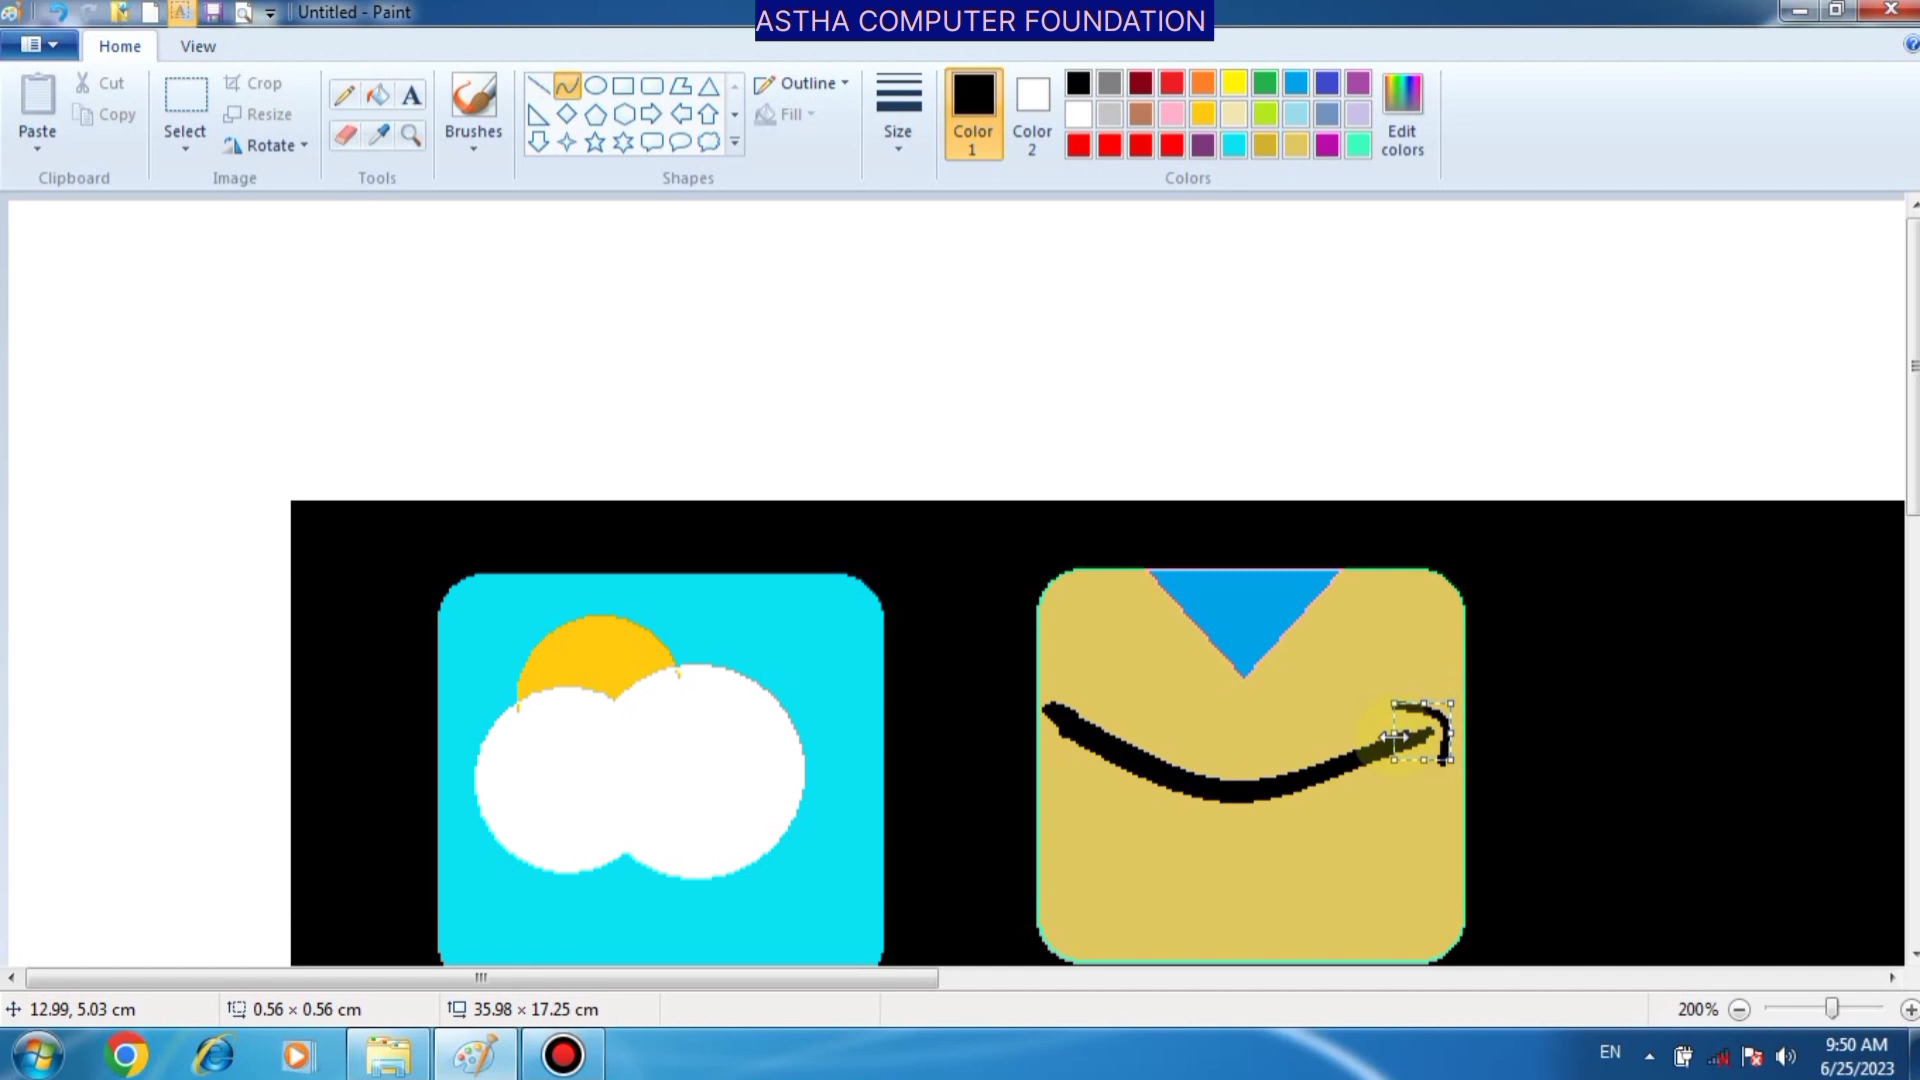 Untitled - Paint
ASTHA COMPUTER FOUNDATION
Home
View
Paste
Cut
Copy
Clipboard
Select
Crop
Resize
Rotate
Image
A
Tools
Brushes
Outline
Fill
Shapes
Size
Color
1
Color
2
Edit
colors
Colors
12.99, 5.03 cm
0.56 × 0.56 cm
35.98 × 17.25 cm
200%
EN
9:50 AM
6/25/2023